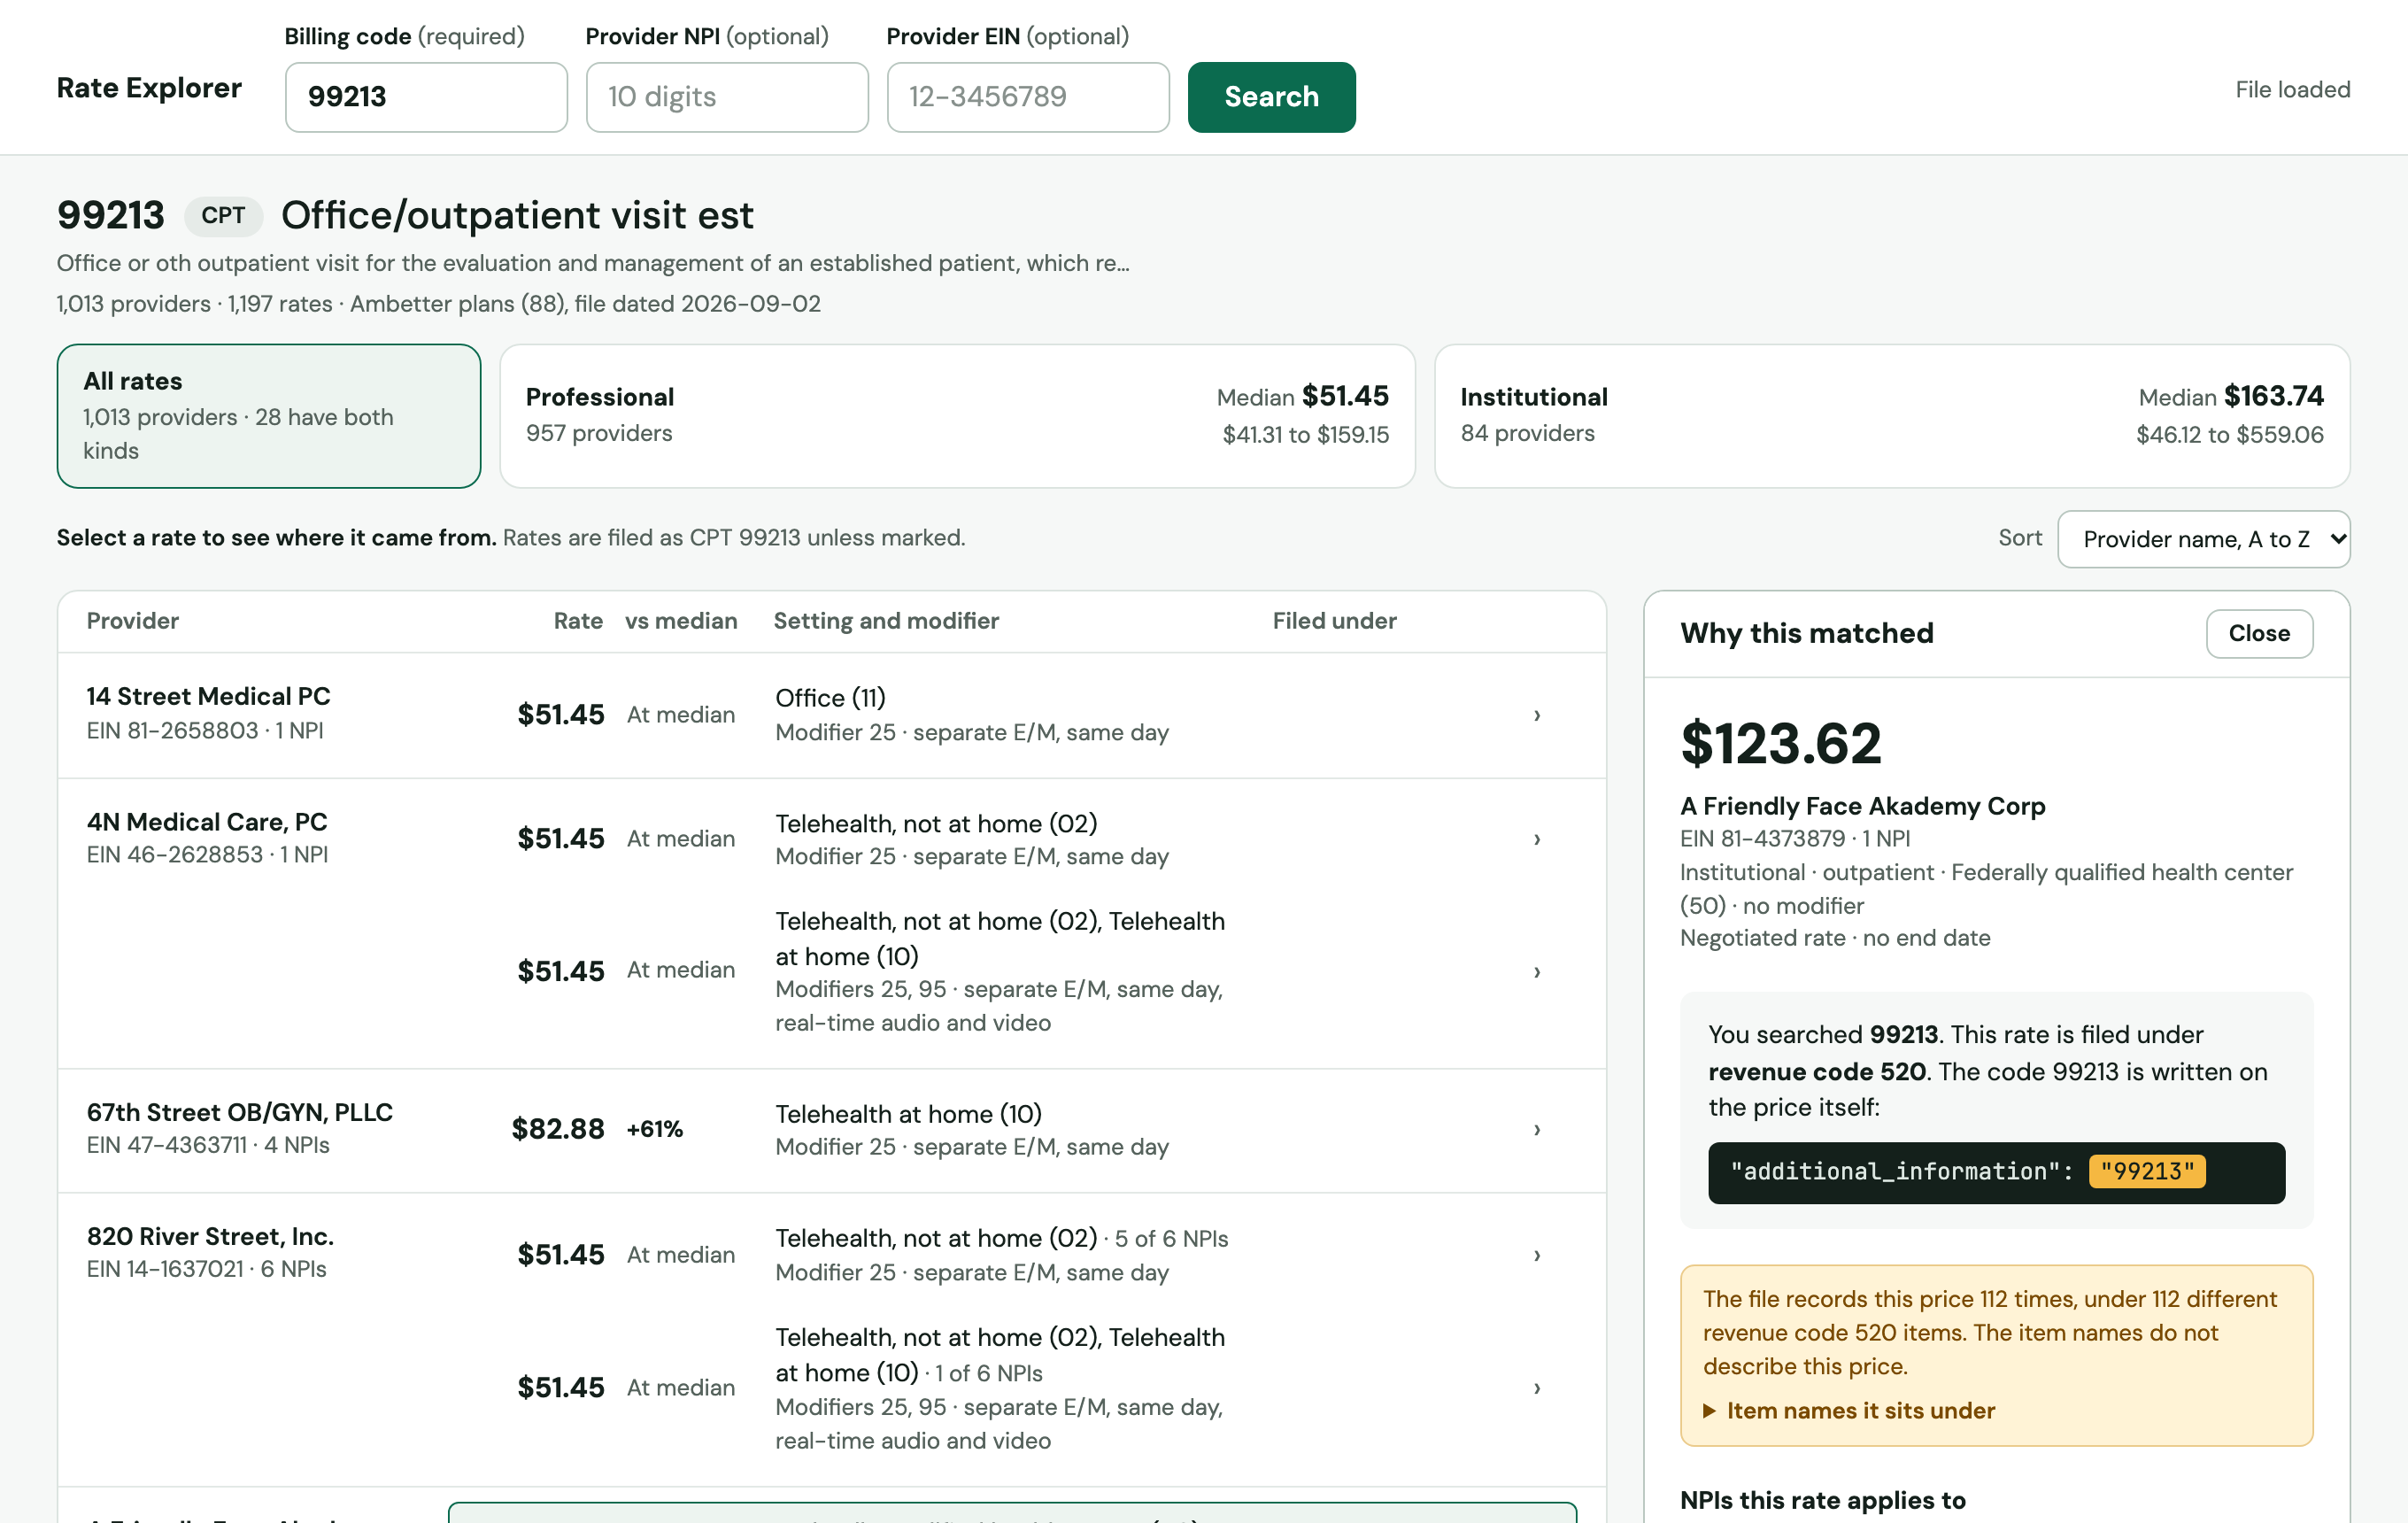 Rate Explorer
Billing code (required)
99213
Provider NPI (optional)
10 digits
Provider EIN (optional)
12-3456789
Search
File loaded
99213 CPT Office/outpatient visit est
Office or oth outpatient visit for the evaluation and management of an established patient, which re…
1,013 providers · 1,197 rates · Ambetter plans (88), file dated 2026-09-02
All rates
1,013 providers · 28 have both
kinds
Professional
957 providers
Median $51.45
$41.31 to $159.15
Institutional
84 providers
Median $163.74
$46.12 to $559.06
Select a rate to see where it came from. Rates are filed as CPT 99213 unless marked.
Sort
Provider name, A to Z
Provider Rate vs median Setting and modifier Filed under
14 Street Medical PC
EIN 81-2658803 · 1 NPI
$51.45 At median
Office (11)
Modifier 25 · separate E/M, same day
4N Medical Care, PC
EIN 46-2628853 · 1 NPI
$51.45 At median
Telehealth, not at home (02)
Modifier 25 · separate E/M, same day
$51.45 At median
Telehealth, not at home (02), Telehealth
at home (10)
Modifiers 25, 95 · separate E/M, same day,
real-time audio and video
67th Street OB/GYN, PLLC
EIN 47-4363711 · 4 NPIs
$82.88 +61%
Telehealth at home (10)
Modifier 25 · separate E/M, same day
820 River Street, Inc.
EIN 14-1637021 · 6 NPIs
$51.45 At median
Telehealth, not at home (02) · 5 of 6 NPIs
Modifier 25 · separate E/M, same day
$51.45 At median
Telehealth, not at home (02), Telehealth
at home (10) · 1 of 6 NPIs
Modifiers 25, 95 · separate E/M, same day,
real-time audio and video
Why this matched
Close
$123.62
A Friendly Face Akademy Corp
EIN 81-4373879 · 1 NPI
Institutional · outpatient · Federally qualified health center
(50) · no modifier
Negotiated rate · no end date
You searched 99213. This rate is filed under
revenue code 520. The code 99213 is written on
the price itself:
"additional_information": "99213"
The file records this price 112 times, under 112 different
revenue code 520 items. The item names do not
describe this price.
Item names it sits under
NPIs this rate applies to